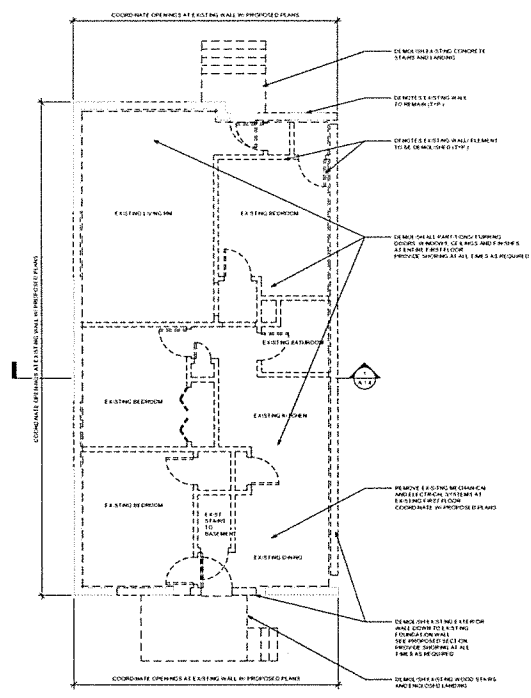 COORDINATE OPENINGS AT EXISTING WALL W/ PROPOSED PLANS
DEMOLISH EXISTING CONCRETE
STAIRS AND LANDING
DENOTES EXISTING WALL
TO REMAIN (TYP.)
DENOTES EXISTING WALL/ ELEMENT
TO BE DEMOLISHED (TYP.)
EXISTING LIVING RM
EXISTING BEDROOM
DEMOLISH ALL PARTITIONS/ FURRING
DOORS, WINDOWS, CEILINGS AND FINISHES
AT ENTIRE FIRST FLOOR.
PROVIDE SHORING AT ALL TIMES AS REQUIRED
COORDINATE OPENINGS AT EXISTING WALL W/ PROPOSED PLANS
EXISTING BATHROOM
1
A-14
EXISTING BEDROOM
EXISTING KITCHEN
EXISTING BEDROOM
EXIST
STAIRS
TO
BASEMENT
REMOVE EXISTING MECHANICAL
AND ELECTRICAL SYSTEMS AT
EXISTING FIRST FLOOR
COORDINATE W/ PROPOSED PLANS
EXISTING DINING
DEMOLISH EXISTING EXTERIOR
WALL DOWN TO EXISTING
FOUNDATION WALL
SEE PROPOSED SECTION.
PROVIDE SHORING AT ALL
TIMES AS REQUIRED
COORDINATE OPENINGS AT EXISTING WALL W/ PROPOSED PLANS
DEMOLISH EXISTING WOOD STAIRS
AND ENCLOSED LANDING